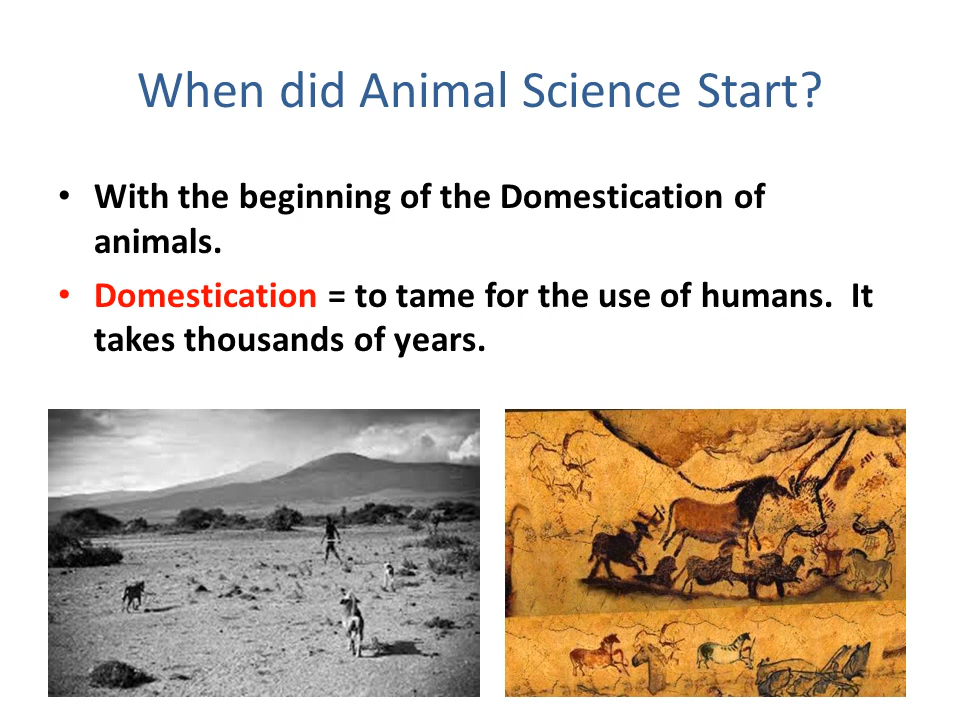 When did Animal Science Start?
• With the beginning of the Domestication of
animals.
• Domestication = to tame for the use of humans.  It
takes thousands of years.